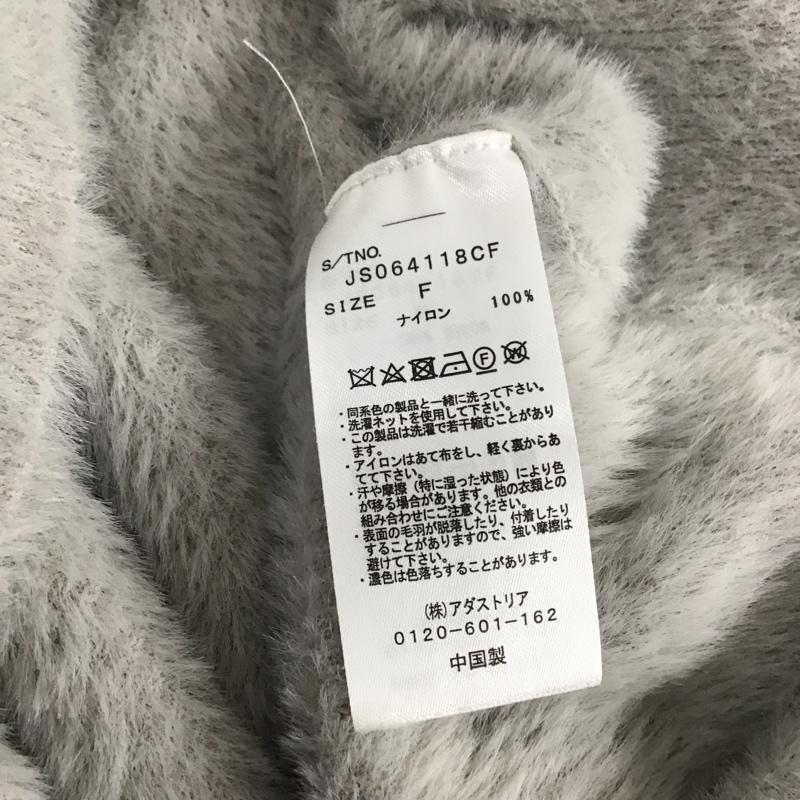 S/TNO.
JS064118CF
SIZE F
ナイロン 100%
・同系色の製品と一緒に洗って下さい。
・洗濯ネットを使用して下さい。
・この製品は洗濯で若干縮むことがあり
ます。
・アイロンはあて布をし、軽く裏からあ
てて下さい。
・汗や摩擦(特に湿った状態)により色
が移る場合があります。他の衣類との
組み合わせにご注意ください。
・表面の毛羽が脱落したり、付着したり
することがありますので、強い摩擦は
避けて下さい。
・濃色は色落ちすることがあります。
(株)アダストリア
0120-601-162
中国製